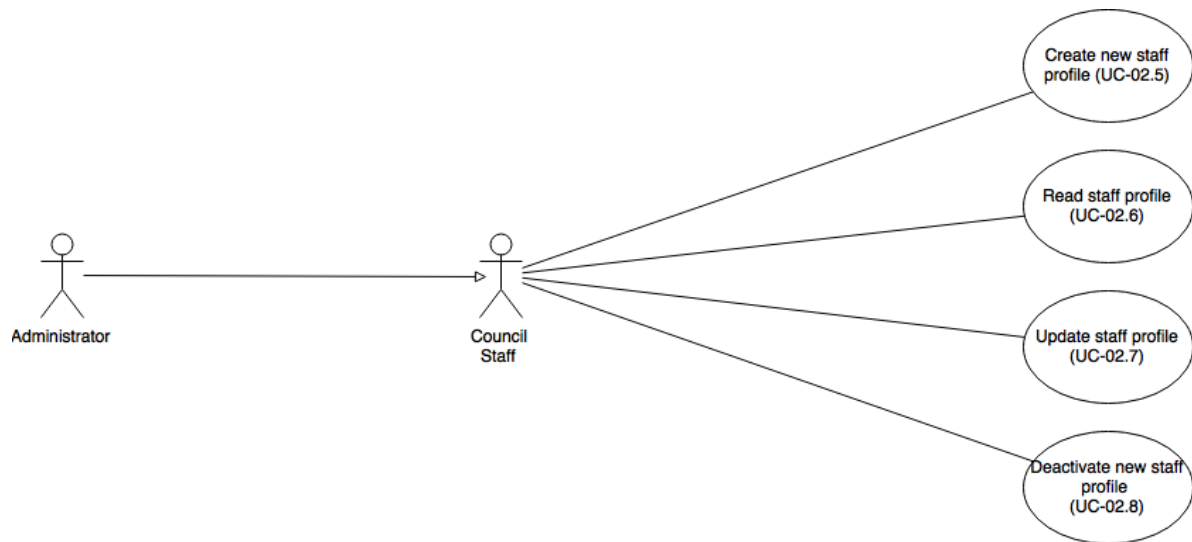 Create new staff
profile (UC-02.5)
Read staff profile
(UC-02.6)
Administrator
Council
Staff
Update staff profile
(UC-02.7)
Deactivate new staff
profile
(UC-02.8)